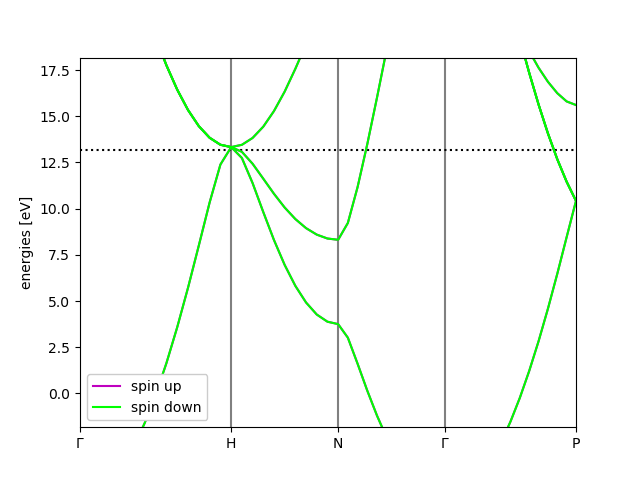 17.5
15.0
12.5
10.0
7.5
5.0
2.5
0.0
energies [eV]
spin up
spin down
Γ H N Γ P